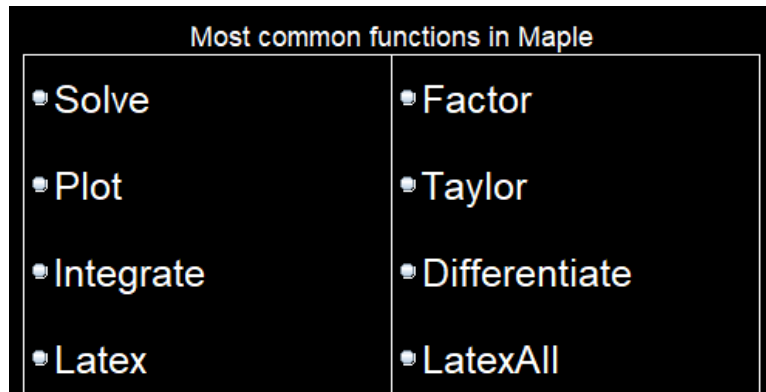 Most common functions in Maple
Solve
Factor
Plot
Taylor
Integrate
Differentiate
Latex
LatexAll